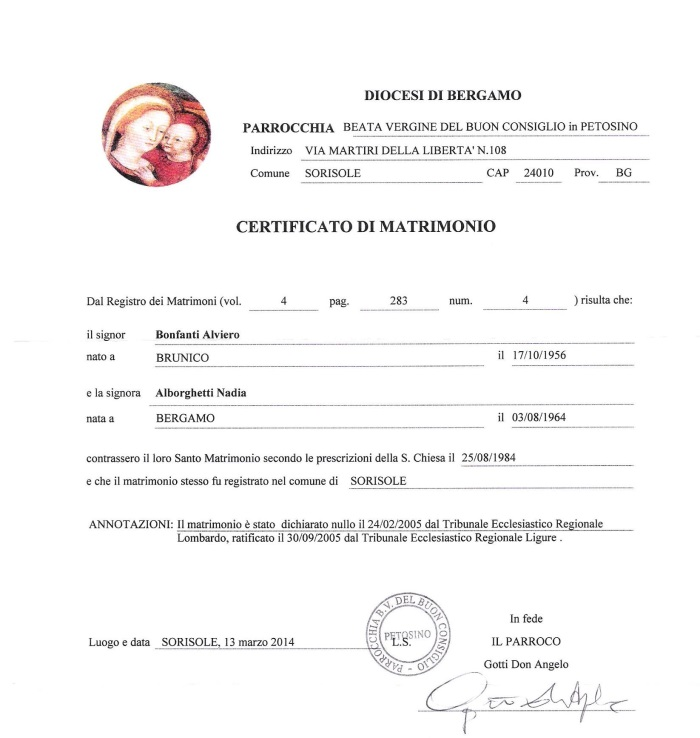 DIOCESI DI BERGAMO
PARROCCHIA BEATA VERGINE DEL BUON CONSIGLIO in PETOSINO
Indirizzo VIA MARTIRI DELLA LIBERTA' N.108
Comune SORISOLE CAP 24010 Prov. BG
CERTIFICATO DI MATRIMONIO
Dal Registro dei Matrimoni (vol. 4 pag. 283 num. 4 ) risulta che:
il signor Bonfanti Alviero
nato a BRUNICO il 17/10/1956
e la signora Alborghetti Nadia
nata a BERGAMO il 03/08/1964
contrassero il loro Santo Matrimonio secondo le prescrizioni della S. Chiesa il 25/08/1984
e che il matrimonio stesso fu registrato nel comune di SORISOLE
ANNOTAZIONI: Il matrimonio è stato dichiarato nullo il 24/02/2005 dal Tribunale Ecclesiastico Regionale
Lombardo, ratificato il 30/09/2005 dal Tribunale Ecclesiastico Regionale Ligure .
PARROCCHIA B.V. DEL BUON CONSIGLIO
PETOSINO
L.S.
In fede
Luogo e data SORISOLE, 13 marzo 2014 IL PARROCO
Gotti Don Angelo